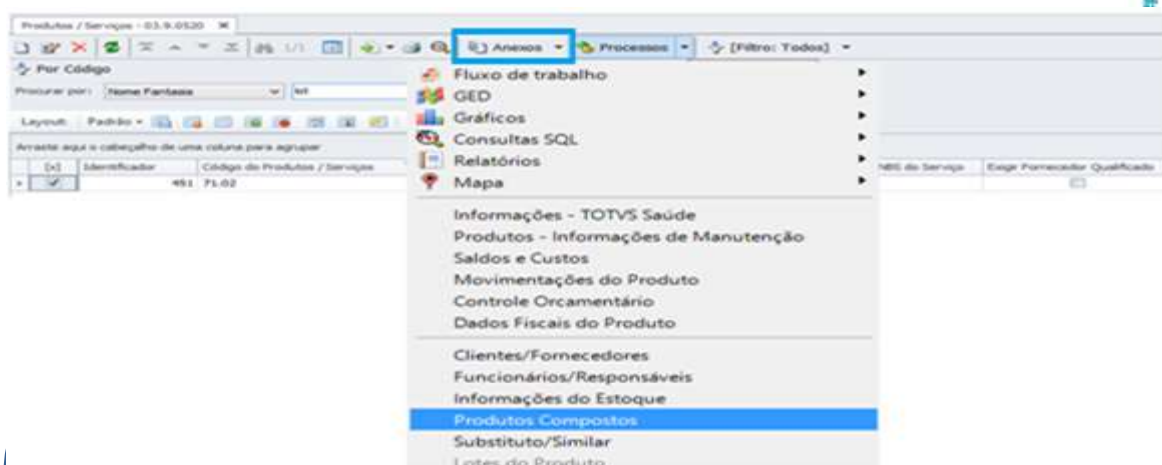 Produtos / Serviços - 03.9.0520
Anexos Processos [Filtro: Todos]
Por Código
Procurar por: Nome Fantasia kit
Layout: Padrão
Arraste aqui o cabeçalho de uma coluna para agrupar
[x] Identificador Código do Produtos / Serviços NBS do Serviço Exigir Fornecedor Qualificado
451 71.02
Fluxo de trabalho
GED
Gráficos
Consultas SQL
Relatórios
Mapa
Informações - TOTVS Saúde
Produtos - Informações de Manutenção
Saldos e Custos
Movimentações do Produto
Controle Orçamentário
Dados Fiscais do Produto
Clientes/Fornecedores
Funcionários/Responsáveis
Informações do Estoque
Produtos Compostos
Substituto/Similar
Lotes do Produto